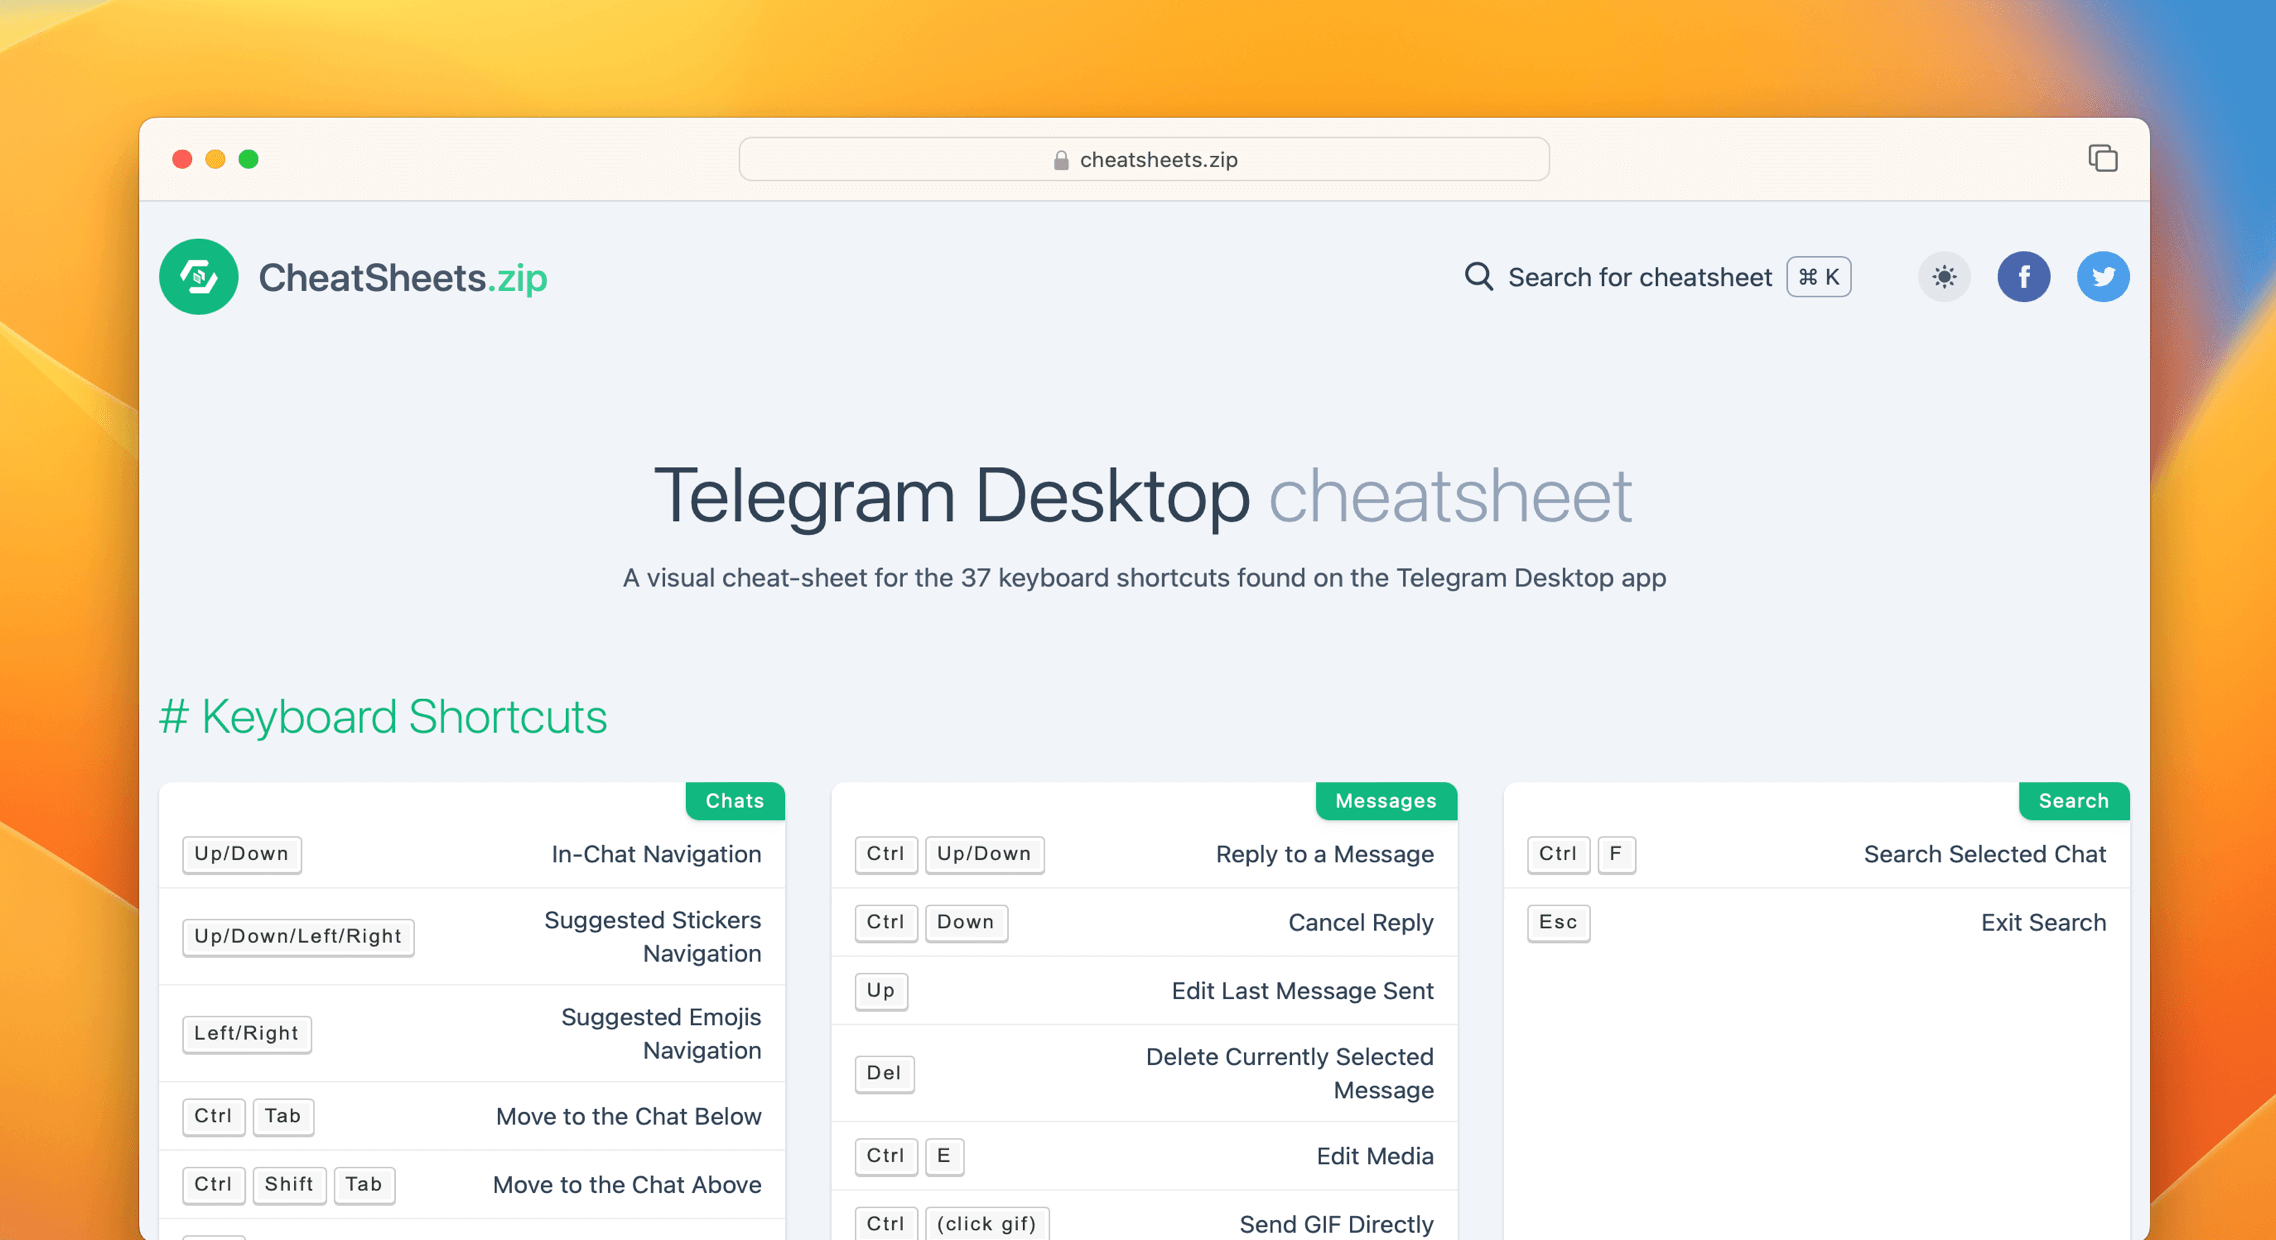 cheatsheets.zip
CheatSheets.zip
Search for cheatsheet ⌘ K
Telegram Desktop cheatsheet
A visual cheat-sheet for the 37 keyboard shortcuts found on the Telegram Desktop app
# Keyboard Shortcuts
Chats
Up/Down In-Chat Navigation
Up/Down/Left/Right Suggested Stickers
Navigation
Left/Right Suggested Emojis
Navigation
Ctrl Tab Move to the Chat Below
Ctrl Shift Tab Move to the Chat Above
Messages
Ctrl Up/Down Reply to a Message
Ctrl Down Cancel Reply
Up Edit Last Message Sent
Del Delete Currently Selected
Message
Ctrl E Edit Media
Ctrl (click gif) Send GIF Directly
Search
Ctrl F Search Selected Chat
Esc Exit Search